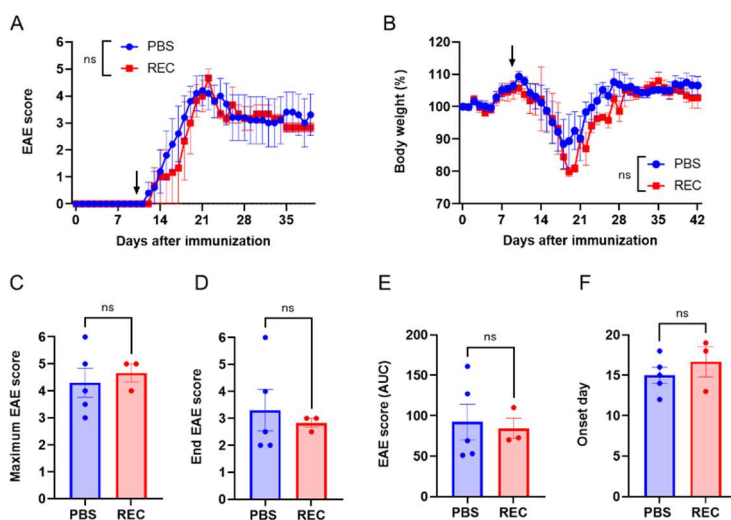 A
PBS
REC
ns
EAE score
6
5
4
3
2
1
0
0 7 14 21 28 35
Days after immunization
B
Body weight (%)
120
110
100
90
80
70
PBS
REC
ns
0 7 14 21 28 35 42
Days after immunization
C
ns
Maximum EAE score
6
5
4
3
2
1
0
PBS REC
D
ns
End EAE score
6
5
4
3
2
1
0
PBS REC
E
ns
EAE score (AUC)
200
150
100
50
0
PBS REC
F
ns
Onset day
20
15
10
5
0
PBS REC